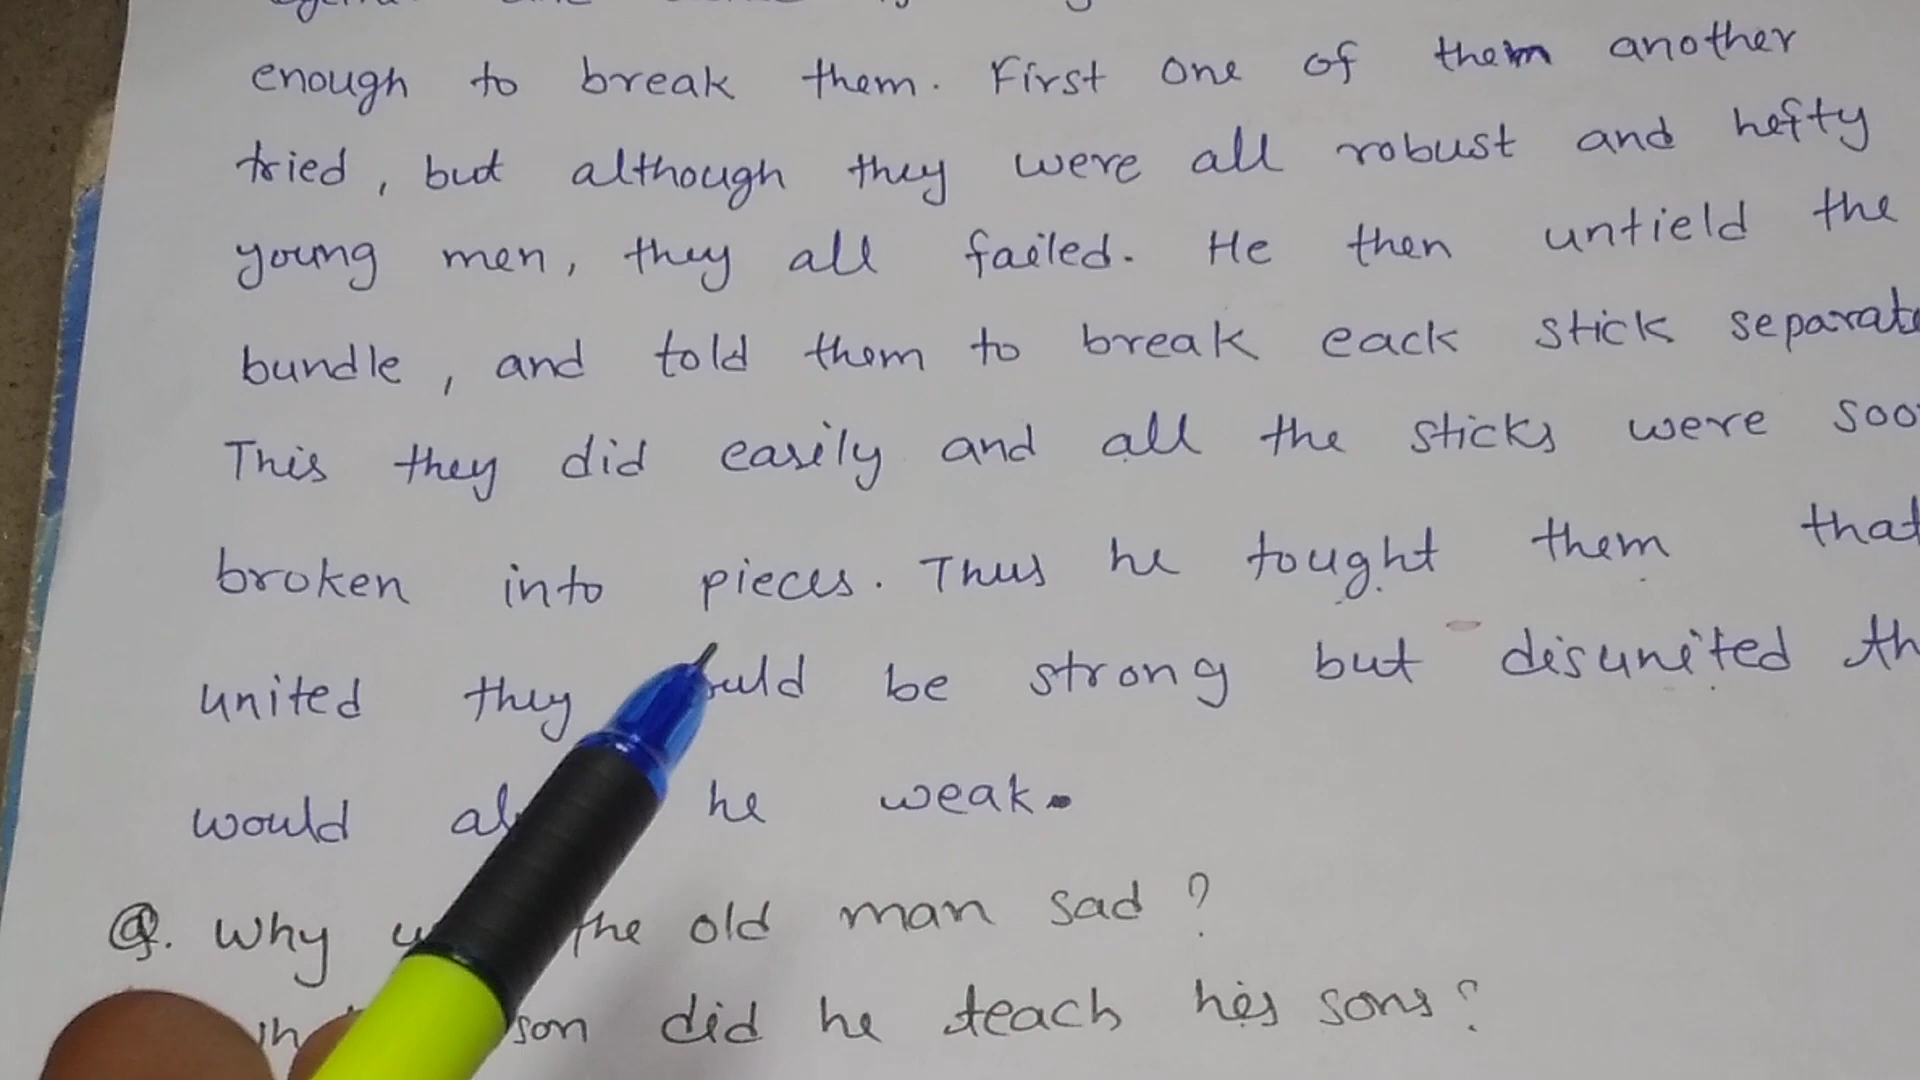 enough to break them. First one of them another
tried, but although they were all robust and hefty
young men, they all failed. He then untield the
bundle, and told them to break eack stick
This they did easily and all the sticks were
broken into pieces. Thus he tought them that
united they be strong but disunited
would he weak.
Q. Why the old man sad?
did he teach his sons?